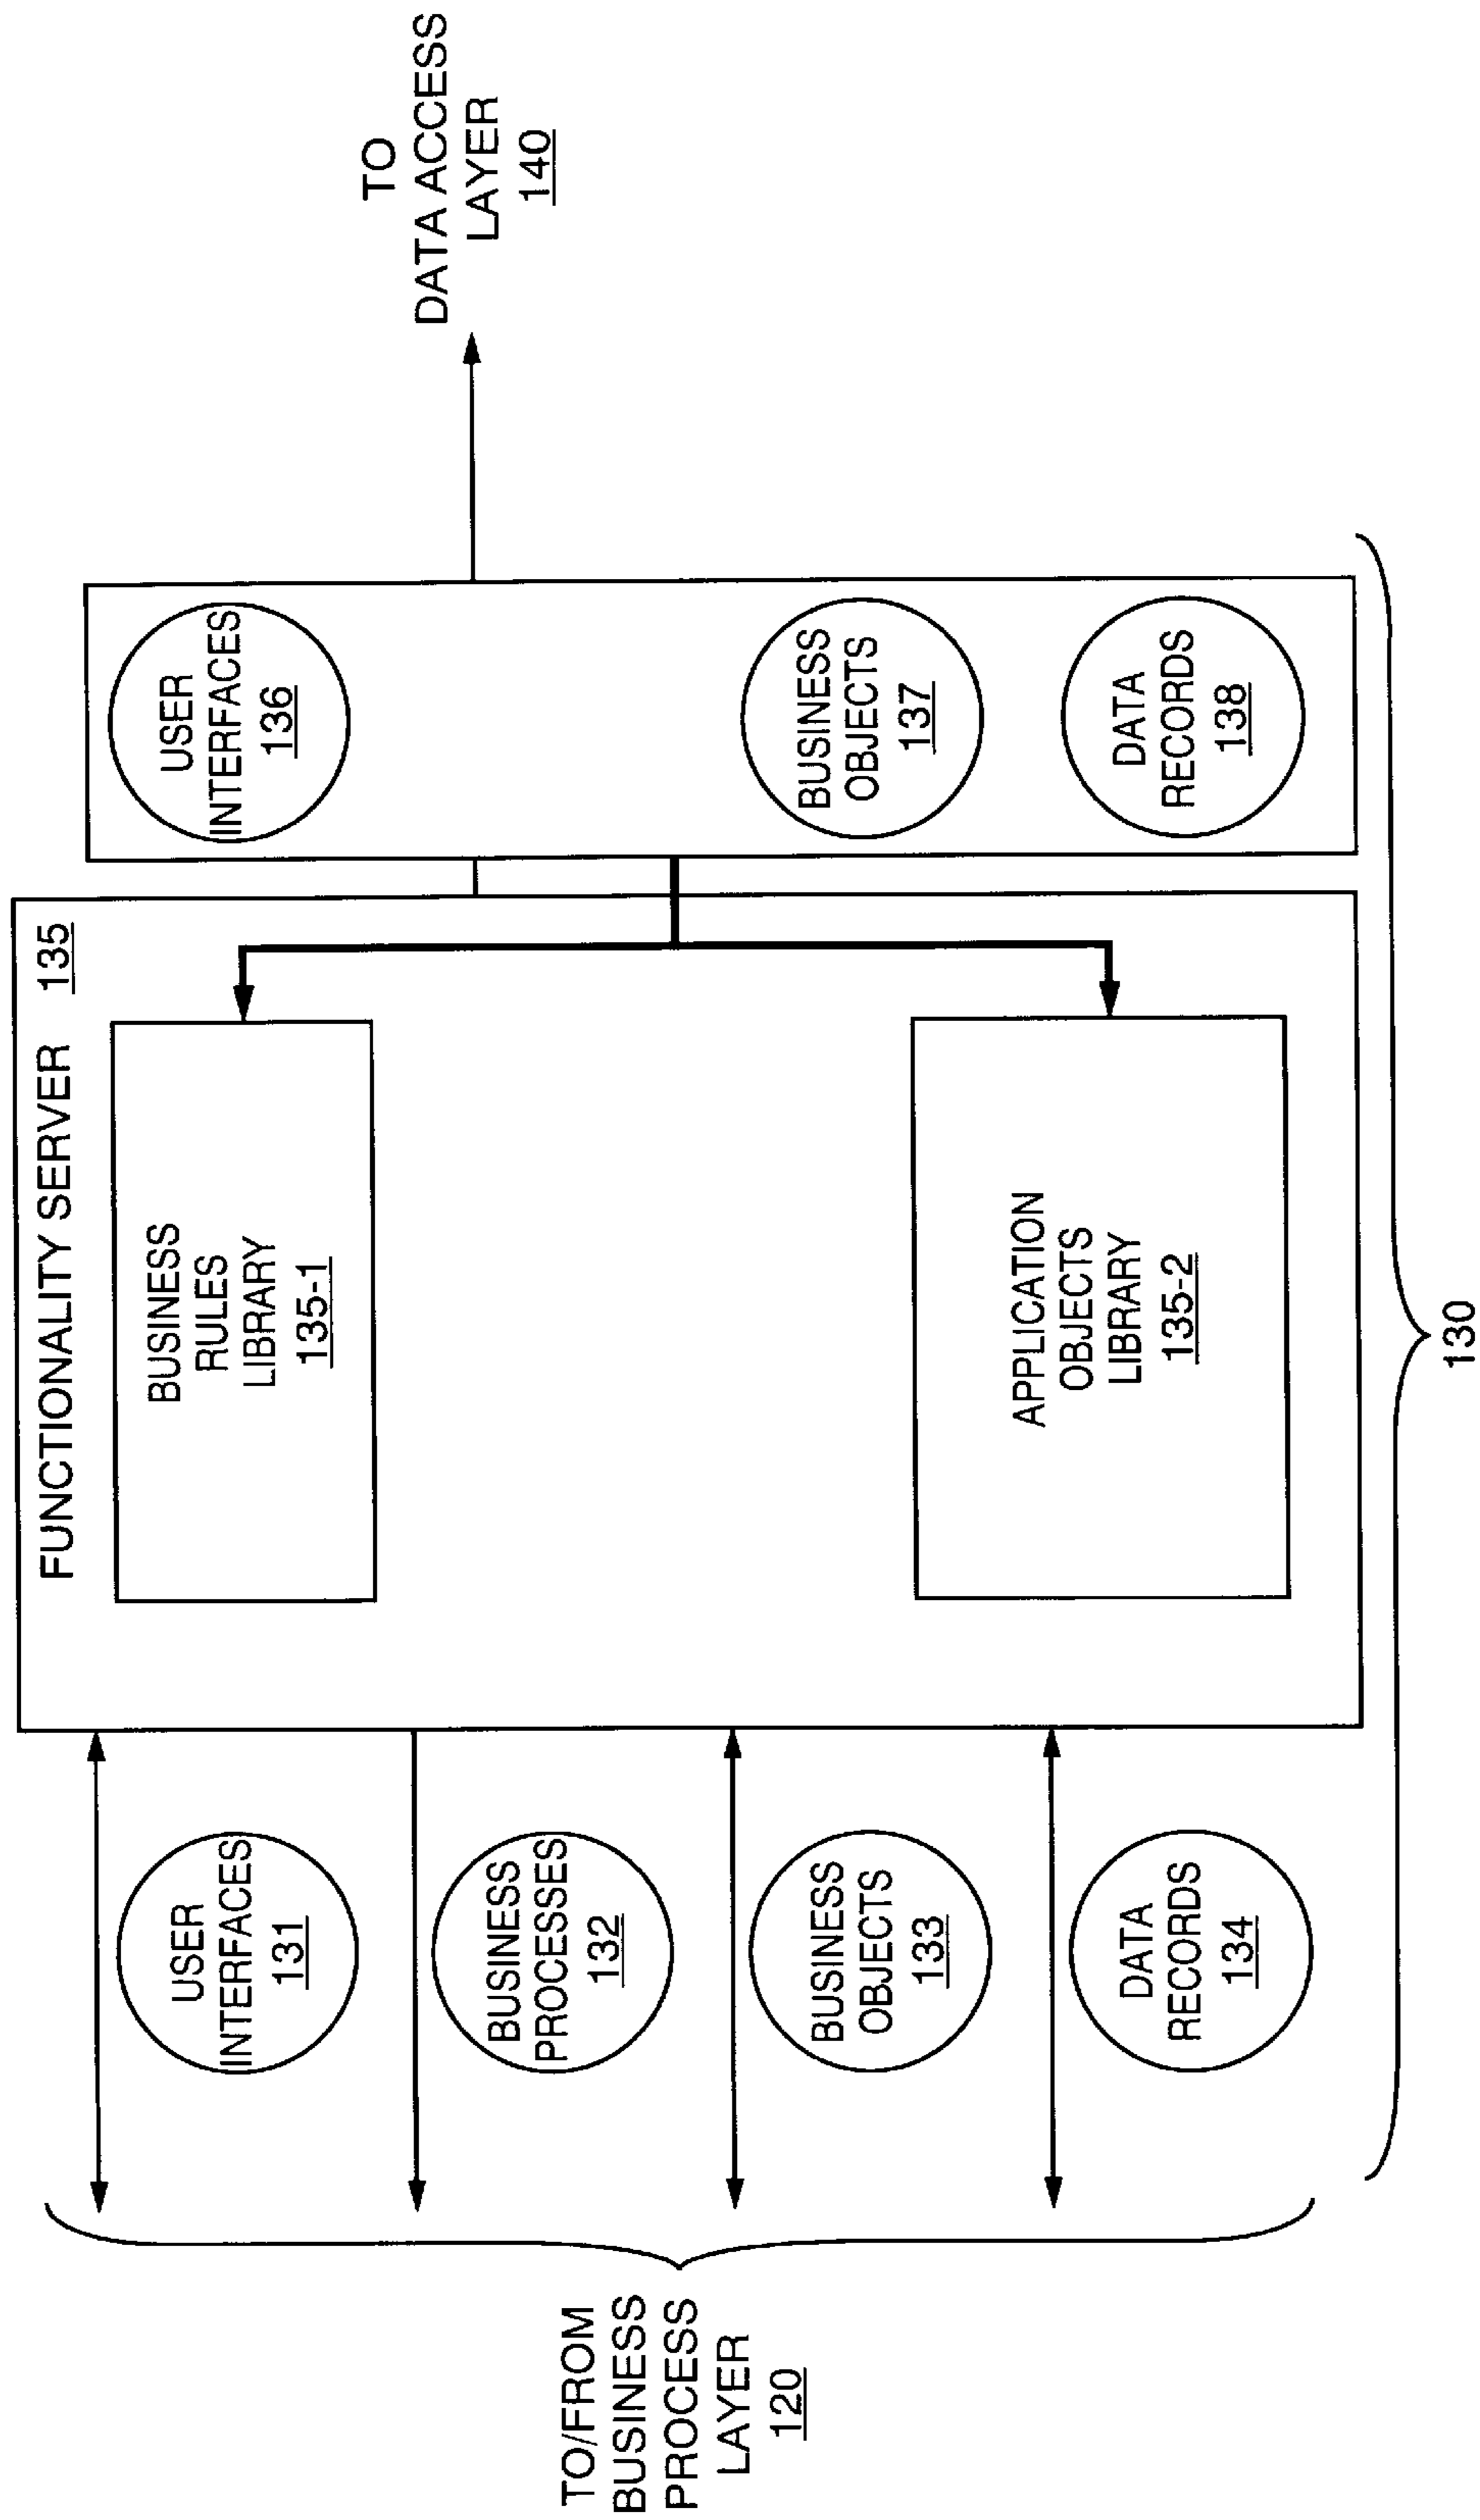 TO/FROM
BUSINESS
PROCESS
LAYER
120
USER
INTERFACES
131
BUSINESS
PROCESSES
132
BUSINESS
OBJECTS
133
DATA
RECORDS
134
FUNCTIONALITY SERVER 135
BUSINESS
RULES
LIBRARY
135-1
APPLICATION
OBJECTS
LIBRARY
135-2
USER
INTERFACES
136
BUSINESS
OBJECTS
137
DATA
RECORDS
138
TO
DATA ACCESS
LAYER
140
130